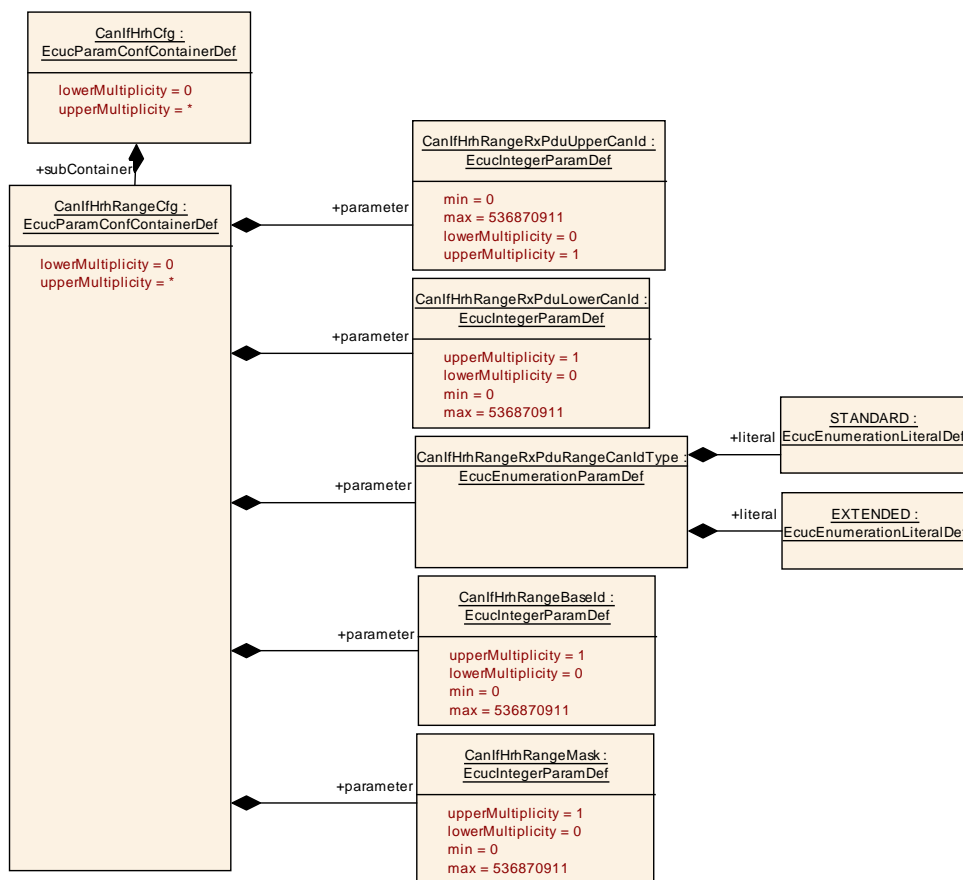 CanIfHrhCfg :
EcucParamConfContainerDef
lowerMultiplicity = 0
upperMultiplicity = *
+subContainer
CanIfHrhRangeCfg :
EcucParamConfContainerDef
lowerMultiplicity = 0
upperMultiplicity = *
+parameter
CanIfHrhRangeRxPduUpperCanId :
EcucIntegerParamDef
min = 0
max = 536870911
lowerMultiplicity = 0
upperMultiplicity = 1
+parameter
CanIfHrhRangeRxPduLowerCanId :
EcucIntegerParamDef
upperMultiplicity = 1
lowerMultiplicity = 0
min = 0
max = 536870911
+parameter
CanIfHrhRangeRxPduRangeCanIdType :
EcucEnumerationParamDef
+literal
STANDARD :
EcucEnumerationLiteralDef
+literal
EXTENDED :
EcucEnumerationLiteralDef
+parameter
CanIfHrhRangeBaseId :
EcucIntegerParamDef
upperMultiplicity = 1
lowerMultiplicity = 0
min = 0
max = 536870911
+parameter
CanIfHrhRangeMask :
EcucIntegerParamDef
upperMultiplicity = 1
lowerMultiplicity = 0
min = 0
max = 536870911